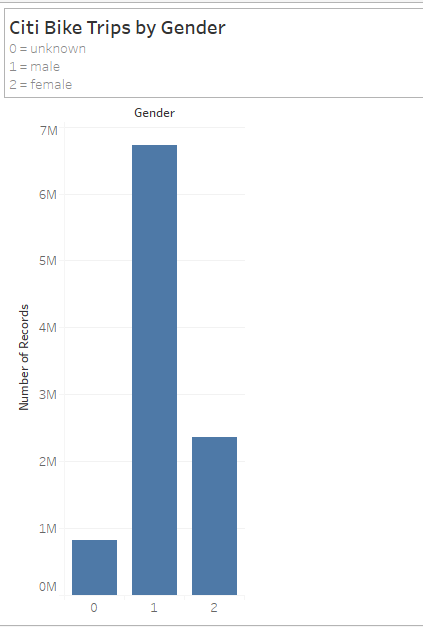 Citi Bike Trips by Gender
0 = unknown
1 = male
2 = female
Gender
7M
6M
5M
4M
3M
2M
1M
0M
Number of Records
0 1 2